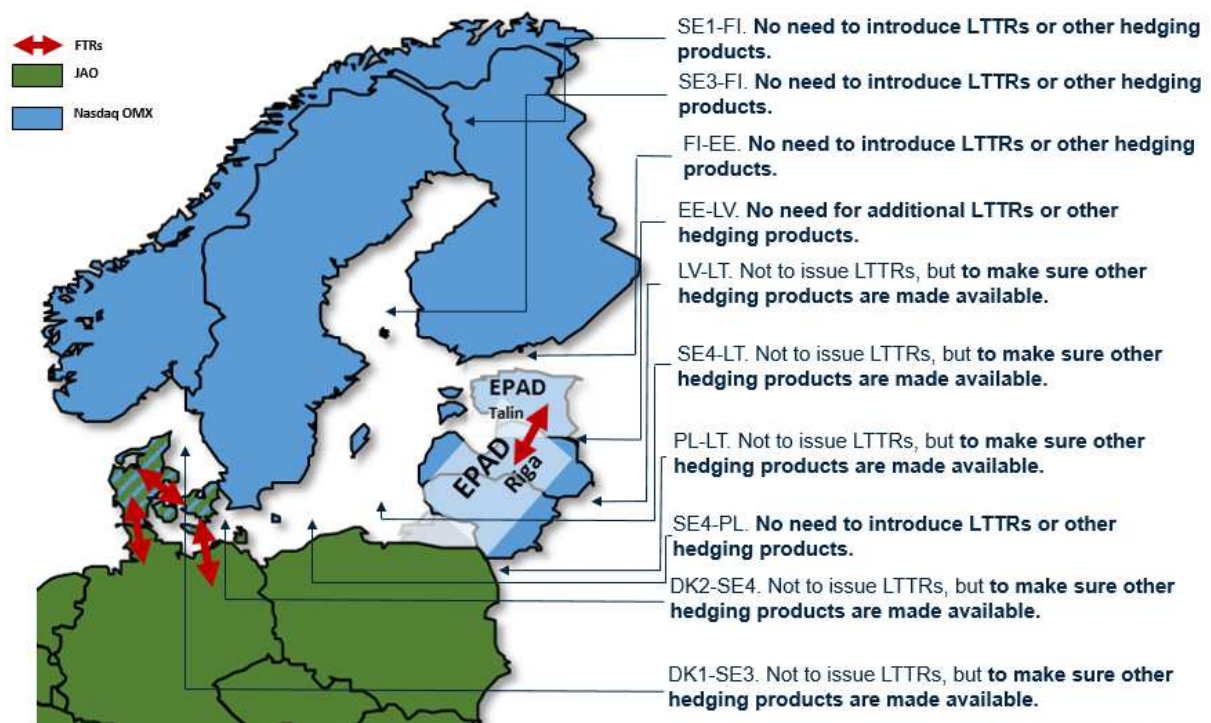 FTRs
JAO
Nasdaq OMX
SE1-FI. No need to introduce LTTRs or other hedging
products.
SE3-FI. No need to introduce LTTRs or other hedging
products.
FI-EE. No need to introduce LTTRs or other hedging
products.
EE-LV. No need for additional LTTRs or other
hedging products.
LV-LT. Not to issue LTTRs, but to make sure other
hedging products are made available.
SE4-LT. Not to issue LTTRs, but to make sure other
hedging products are made available.
PL-LT. Not to issue LTTRs, but to make sure other
hedging products are made available.
SE4-PL. No need to introduce LTTRs or other
hedging products.
DK2-SE4. Not to issue LTTRs, but to make sure other
hedging products are made available.
DK1-SE3. Not to issue LTTRs, but to make sure other
hedging products are made available.
EPAD
Talin
EPAD
Riga